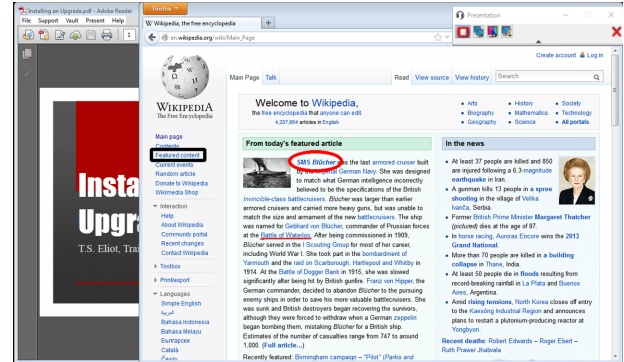 Installing an Upgrade.pdf - Adobe Reader
File Support Vault Present Help
1
Insta
Upgra
T.S. Eliot, Trai
Firefox
Wikipedia, the free encyclopedia
en.wikipedia.org/wiki/Main_Page
Presentation
Create account Log in
WIKIPEDIA
The Free Encyclopedia
Main page
Contents
Featured content
Current events
Random article
Donate to Wikipedia
Wikimedia Shop
Interaction
Help
About Wikipedia
Community portal
Recent changes
Contact Wikipedia
Toolbox
Print/export
Languages
Simple English
العربية
Bahasa Indonesia
Bahasa Melayu
Български
Català
Česky
Main Page Talk
Read View source View history Search
Welcome to Wikipedia,
the free encyclopedia that anyone can edit.
4,207,664 articles in English
Arts
History
Society
Biography
Mathematics
Technology
Geography
Science
All portals
From today's featured article
SMS Blücher was the last armored cruiser built
by the Imperial German Navy. She was designed
to match what German intelligence incorrectly
believed to be the specifications of the British
Invincible-class battlecruisers. Blücher was larger than earlier
armored cruisers and carried more heavy guns, but was unable to
match the size and armament of the new battlecruisers. The ship
was named for Gebhard von Blücher, commander of Prussian forces
at the Battle of Waterloo. After being commissioned in 1909,
Blücher served in the I Scouting Group for most of her career,
including World War I. She took part in the bombardment of
Yarmouth and the raid on Scarborough, Hartlepool and Whitby in
1914. At the Battle of Dogger Bank in 1915, she was slowed
significantly after being hit by British gunfire. Franz von Hipper, the
German commander, decided to abandon Blücher to the pursuing
enemy ships in order to save his more valuable battlecruisers. She
was sunk and British destroyers began recovering the survivors,
although they were forced to withdraw when a German zeppelin
began bombing them, mistaking Blücher for a British ship.
Estimates of the number of casualties range from 747 to around
1,000. (Full article...)
Recently featured: Birmingham campaign – "Pilot" (Parks and
In the news
At least 37 people are killed and 850
are injured following a 6.3-magnitude
earthquake in Iran.
A gunman kills 13 people in a spree
shooting in the village of Velika
Ivanča, Serbia.
Former British Prime Minister Margaret Thatcher
(pictured) dies at the age of 87.
In horse racing, Auroras Encore wins the 2013
Grand National.
More than 70 people are killed in a building
collapse in Thane, India.
At least 50 people die in floods resulting from
record-breaking rainfall in La Plata and Buenos
Aires, Argentina.
Amid rising tensions, North Korea closes off entry
to the Kaesŏng Industrial Region and announces
plans to restart a plutonium-producing reactor at
Yongbyon.
Recent deaths: Robert Edwards – Roger Ebert –
Ruth Prawer Jhabvala